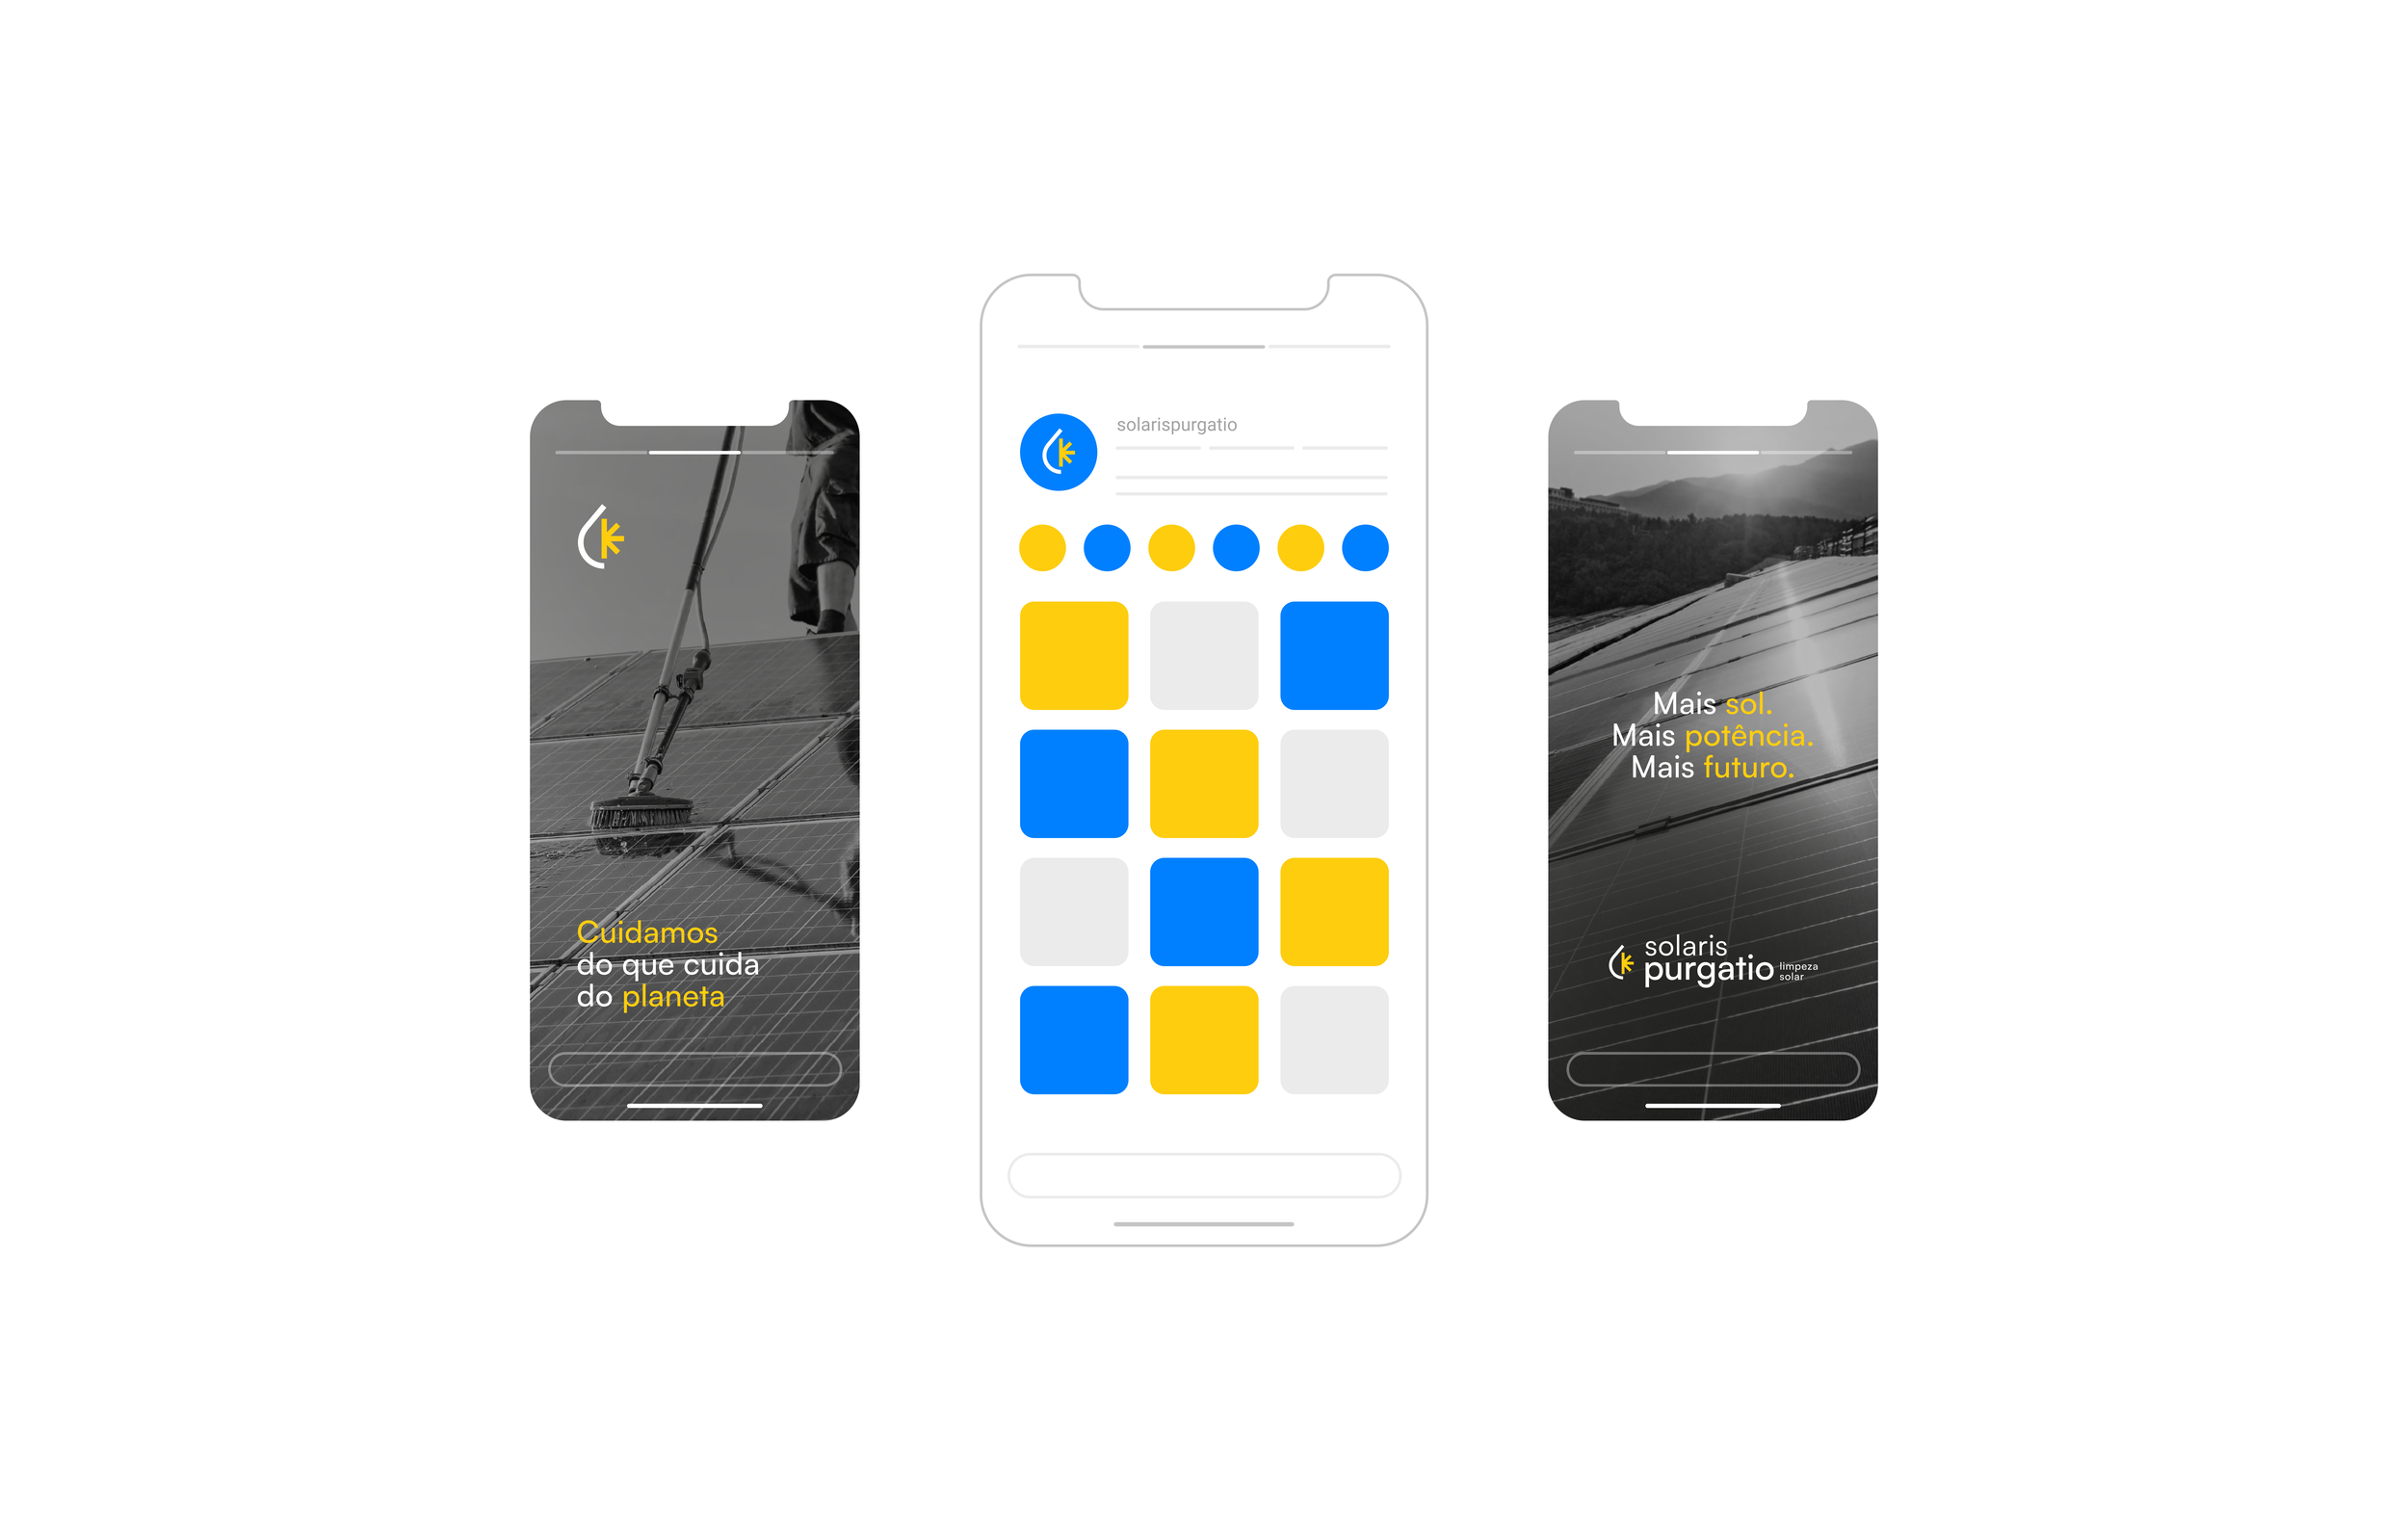 Cuidamos
do que cuida
do planeta
solarispurgatio
Mais sol.
Mais potência.
Mais futuro.
solaris
purgatio
limpeza
solar